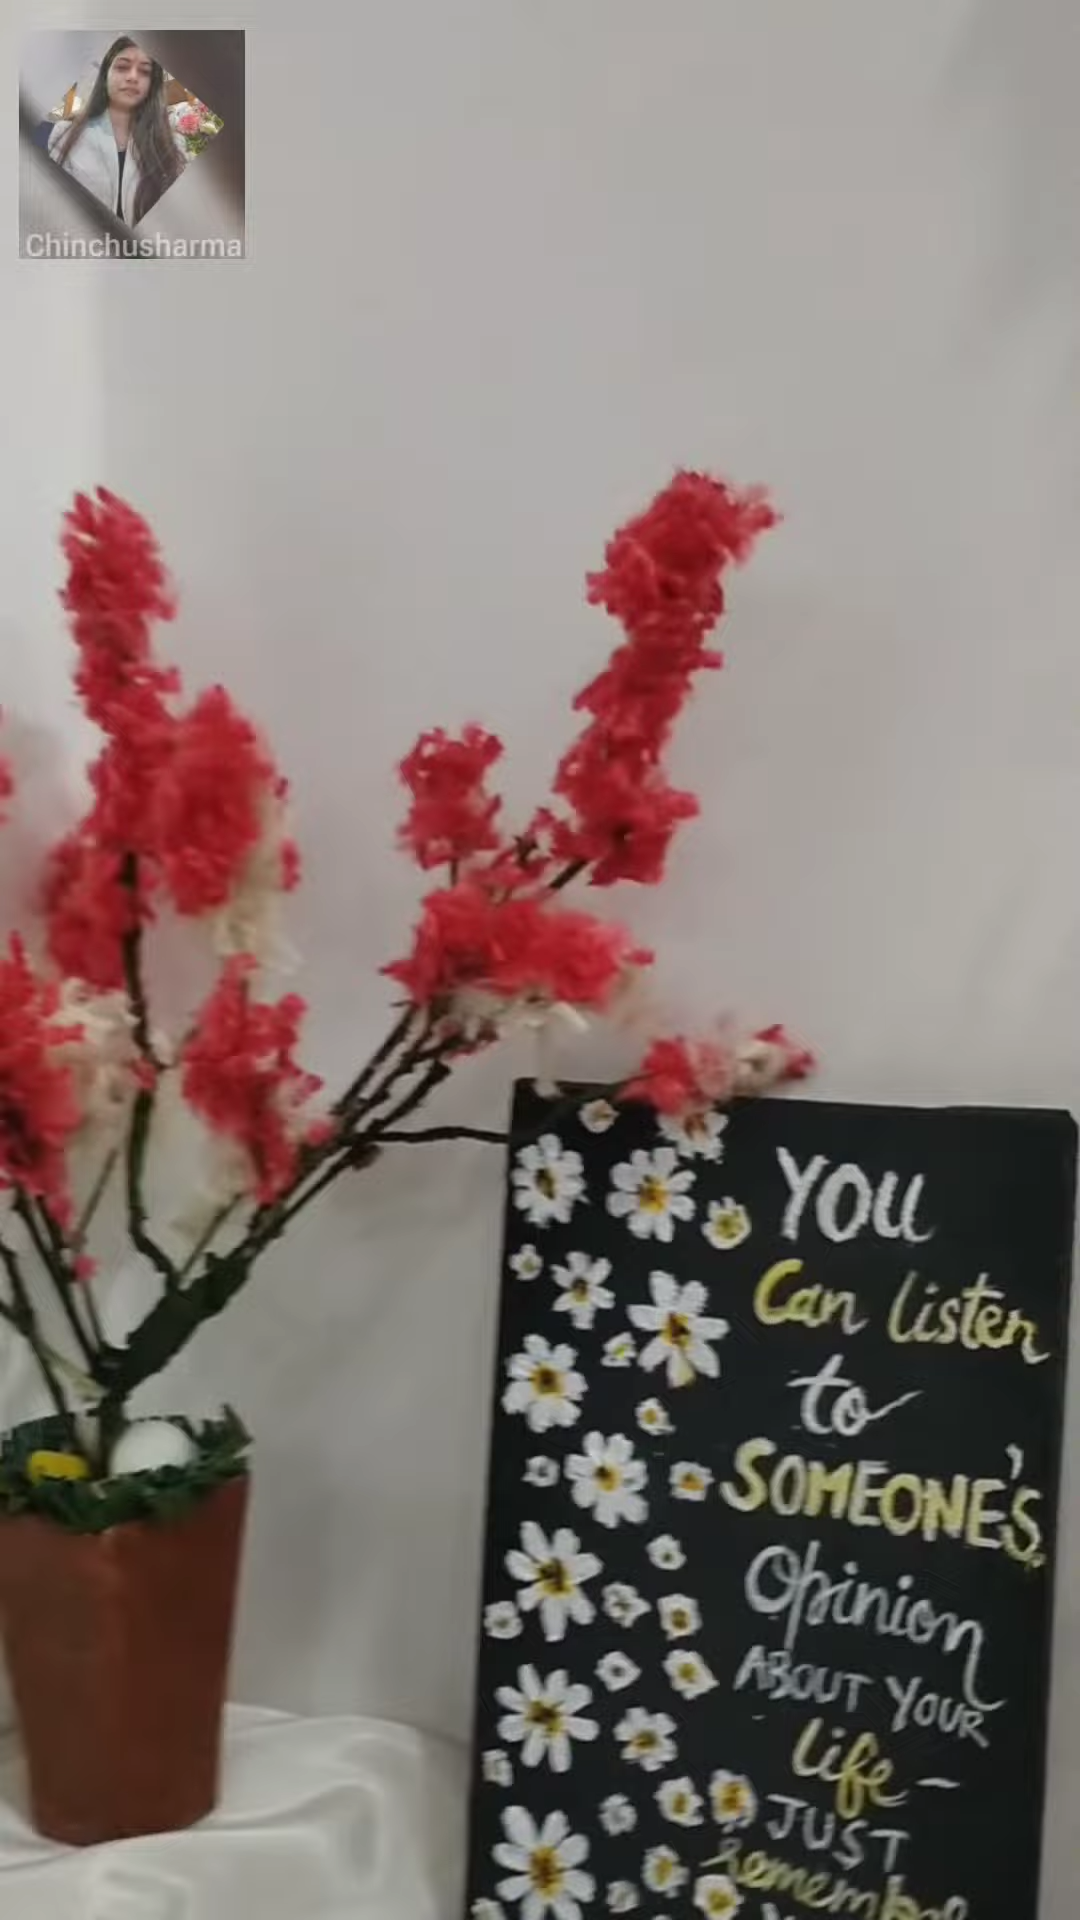 Chinchusharma
YOU
Can listen
to
SOMEONE'S
Opinion
ABOUT YOUR
life-
JUST